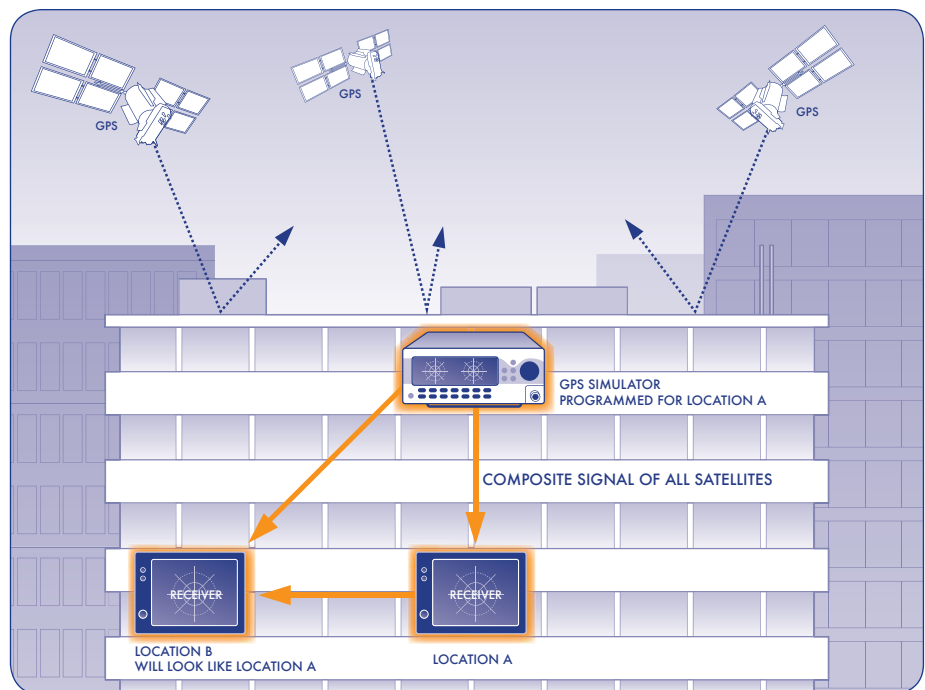 GPS
GPS
GPS
GPS SIMULATOR
PROGRAMMED FOR LOCATION A
COMPOSITE SIGNAL OF ALL SATELLITES
RECEIVER
RECEIVER
LOCATION B
WILL LOOK LIKE LOCATION A
LOCATION A